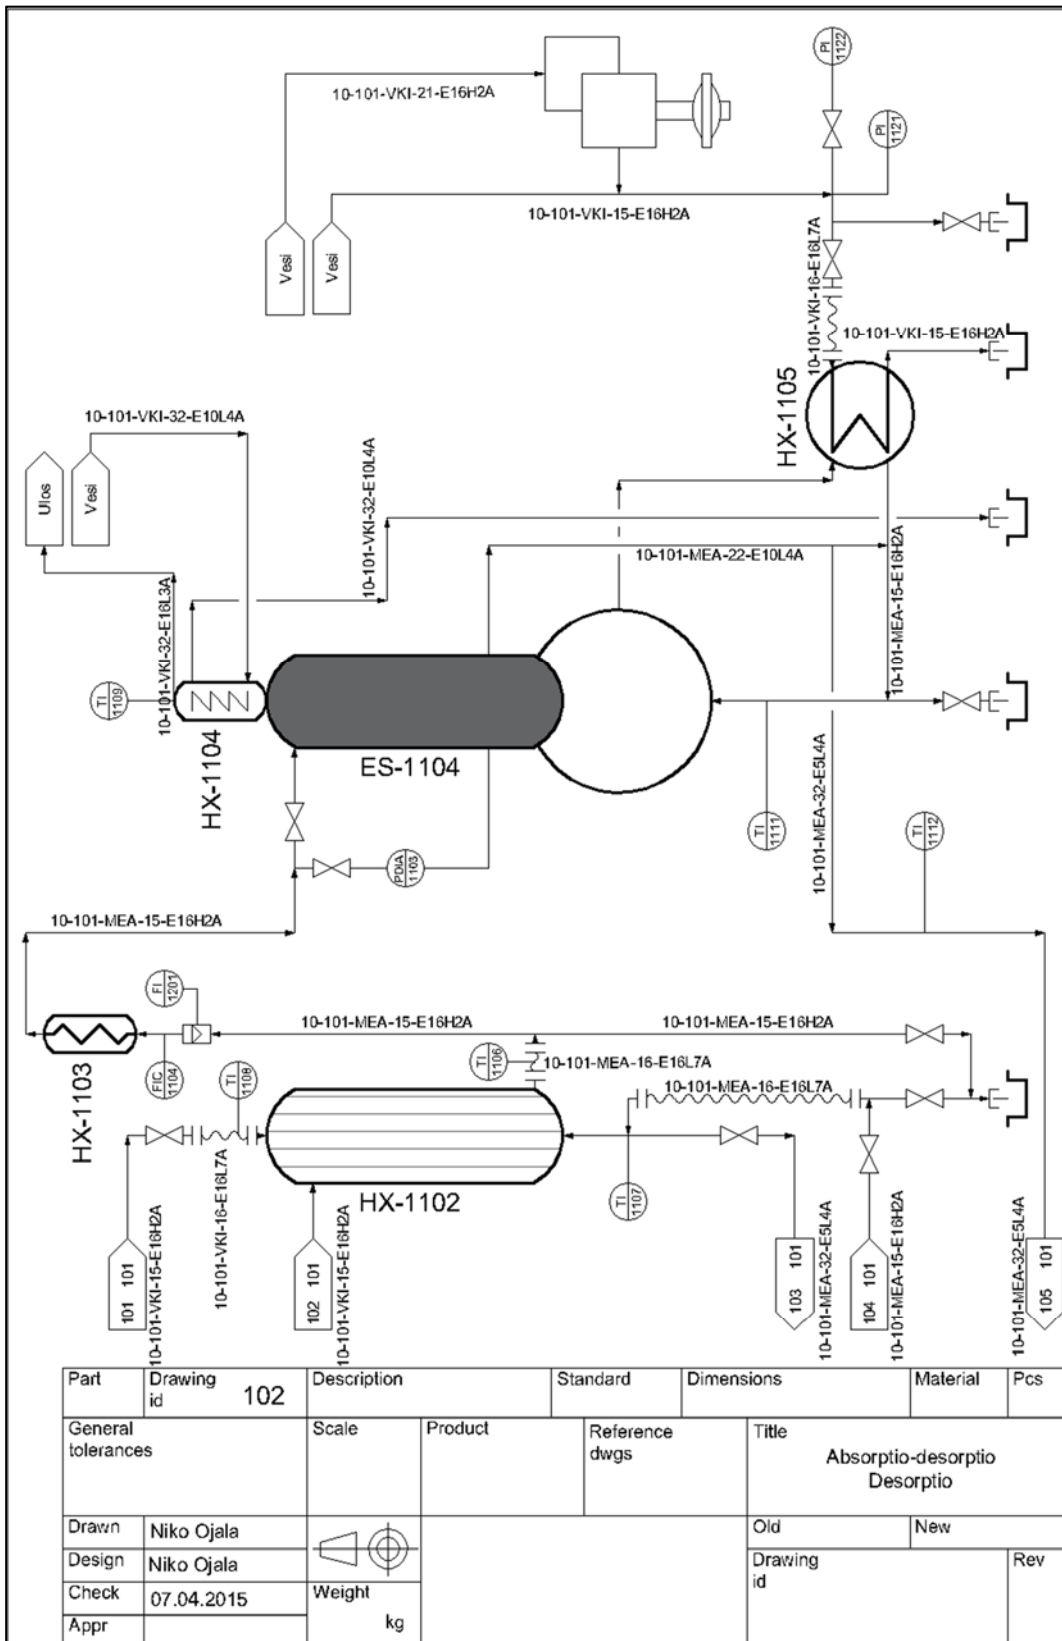 PI
1122
10-101-VKI-21-E16H2A
PI
1121
10-101-VKI-15-E16H2A
Vesi
Vesi
10-101-VKI-16-E16L7A
10-101-VKI-15-E16H2A
HX-1105
10-101-VKI-32-E10L4A
Ulos
Vesi
10-101-VKI-32-E10L4A
10-101-MEA-22-E10L4A
10-101-MEA-15-E16H2A
10-101-VKI-32-E16L3A
TI
1109
HX-1104
ES-1104
TI
1111
10-101-MEA-32-E5L4A
TI
1112
PDIA
1103
10-101-MEA-15-E16H2A
FI
1201
10-101-MEA-15-E16H2A
10-101-MEA-15-E16H2A
HX-1103
FIC
1104
TI
1108
TI
1106
10-101-MEA-16-E16L7A
10-101-MEA-16-E16L7A
10-101-VKI-16-E16L7A
HX-1102
TI
1107
101 101
10-101-VKI-15-E16H2A
102 101
10-101-VKI-15-E16H2A
103 101
10-101-MEA-32-E5L4A
104 101
10-101-MEA-15-E16H2A
10-101-MEA-32-E5L4A
105 101
Part Drawing id 102 Description Standard Dimensions Material Pcs
General tolerances Scale Product Reference dwgs Title
Absorptio-desorptio
Desorptio
Drawn Niko Ojala Old New
Design Niko Ojala Drawing id Rev
Check 07.04.2015 Weight
Appr kg